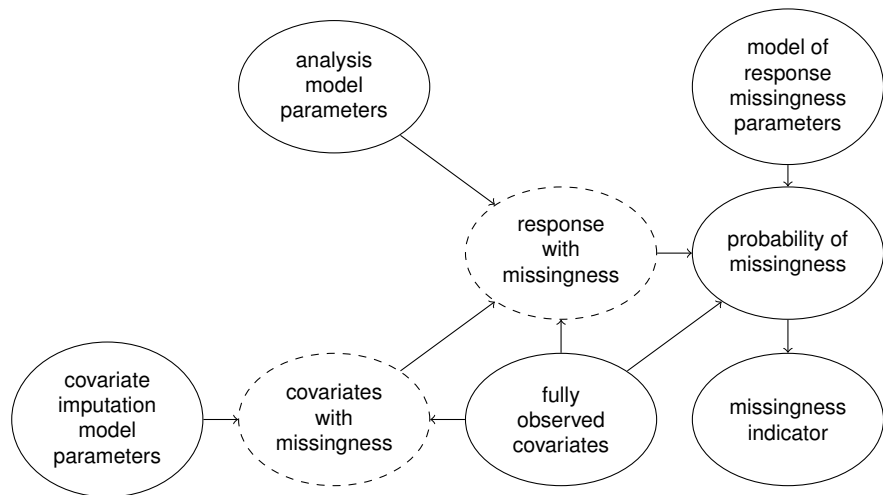 analysis
model
parameters
model of
response
missingness
parameters
response
with
missingness
probability of
missingness
covariate
imputation
model
parameters
covariates
with
missingness
fully
observed
covariates
missingness
indicator